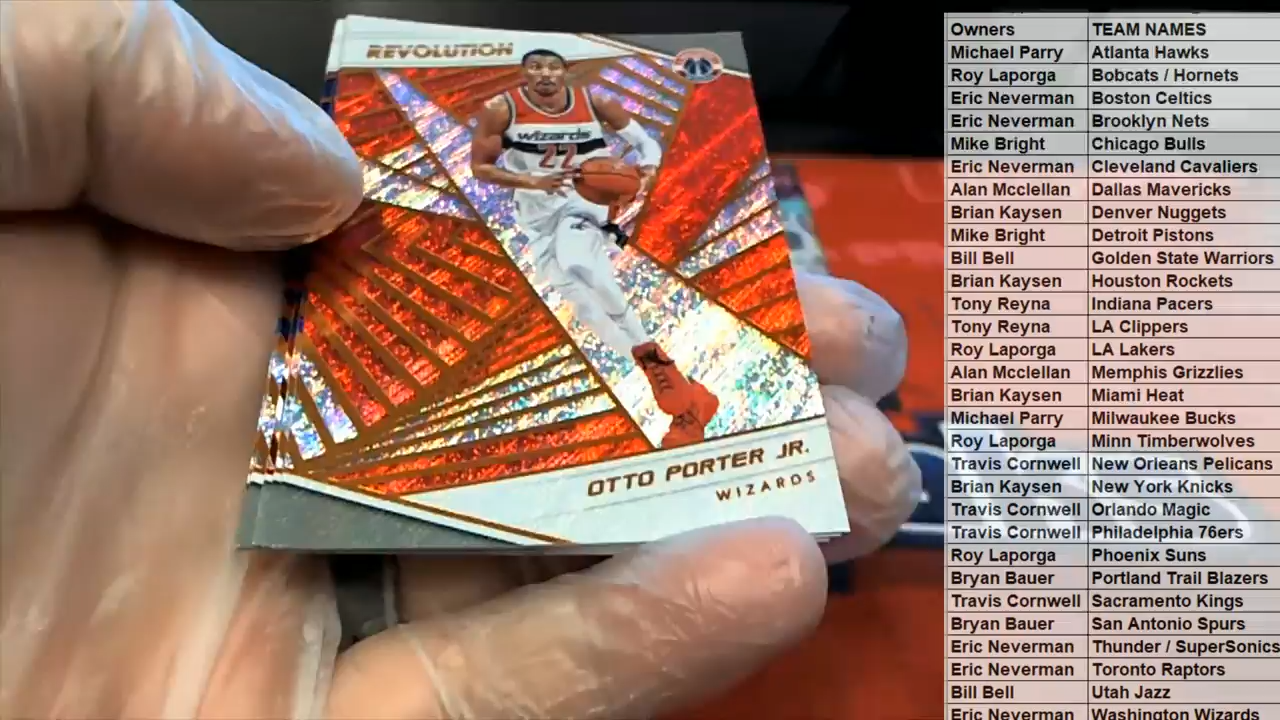 REVOLUTION
wizards
22
OTTO PORTER JR.
WIZARDS
Owners TEAM NAMES
Michael Parry Atlanta Hawks
Roy Laporga Bobcats / Hornets
Eric Neverman Boston Celtics
Eric Neverman Brooklyn Nets
Mike Bright Chicago Bulls
Eric Neverman Cleveland Cavaliers
Alan Mcclellan Dallas Mavericks
Brian Kaysen Denver Nuggets
Mike Bright Detroit Pistons
Bill Bell Golden State Warriors
Brian Kaysen Houston Rockets
Tony Reyna Indiana Pacers
Tony Reyna LA Clippers
Roy Laporga LA Lakers
Alan Mcclellan Memphis Grizzlies
Brian Kaysen Miami Heat
Michael Parry Milwaukee Bucks
Roy Laporga Minn Timberwolves
Travis Cornwell New Orleans Pelicans
Brian Kaysen New York Knicks
Travis Cornwell Orlando Magic
Travis Cornwell Philadelphia 76ers
Roy Laporga Phoenix Suns
Bryan Bauer Portland Trail Blazers
Travis Cornwell Sacramento Kings
Bryan Bauer San Antonio Spurs
Eric Neverman Thunder / SuperSonics
Eric Neverman Toronto Raptors
Bill Bell Utah Jazz
Eric Neverman Washington Wizards